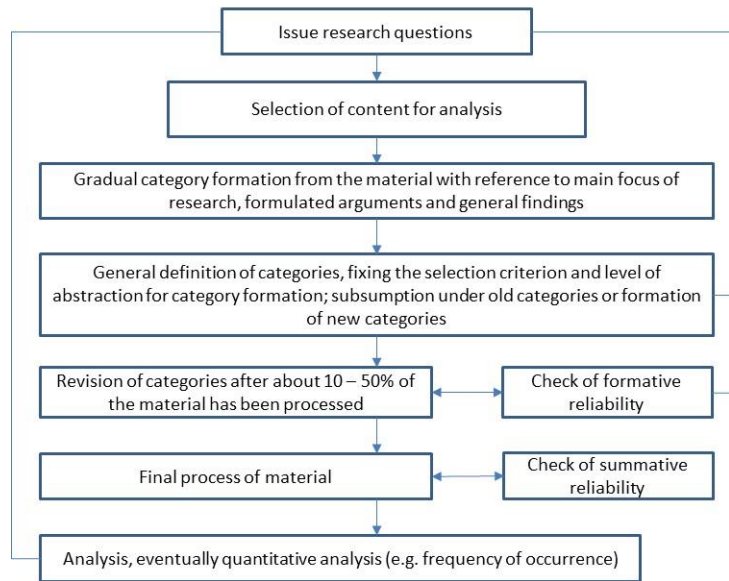 Issue research questions
Selection of content for analysis
Gradual category formation from the material with reference to main focus of
research, formulated arguments and general findings
General definition of categories, fixing the selection criterion and level of
abstraction for category formation; subsumption under old categories or formation
of new categories
Revision of categories after about 10 – 50% of
the material has been processed
Check of formative
reliability
Final process of material
Check of summative
reliability
Analysis, eventually quantitative analysis (e.g. frequency of occurrence)